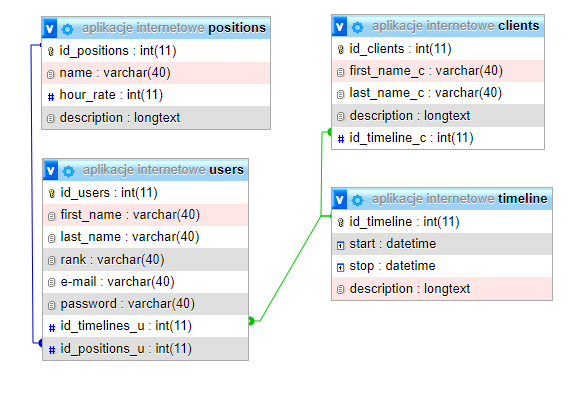 v aplikacje internetowe positions
id_positions : int(11)
name : varchar(40)
# hour_rate : int(11)
description : longtext
v aplikacje internetowe users
id_users : int(11)
first_name : varchar(40)
last_name : varchar(40)
rank : varchar(40)
e-mail : varchar(40)
password : varchar(40)
# id_timelines_u : int(11)
# id_positions_u : int(11)
v aplikacje internetowe clients
id_clients : int(11)
first_name_c : varchar(40)
last_name_c : varchar(40)
description : longtext
# id_timeline_c : int(11)
v aplikacje internetowe timeline
id_timeline : int(11)
start : datetime
stop : datetime
description : longtext